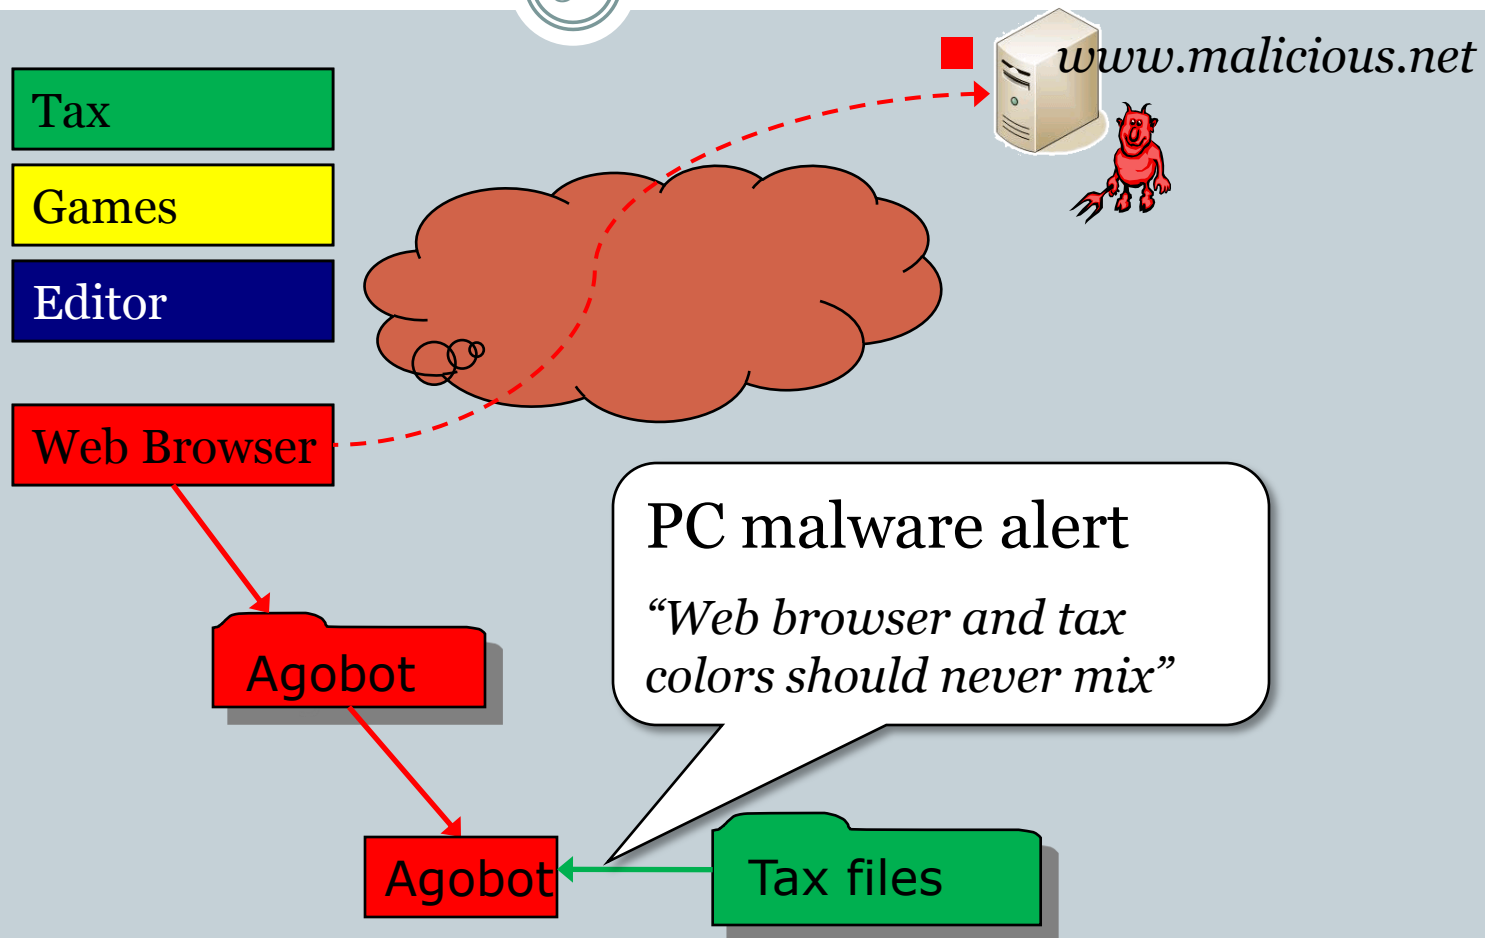 www.malicious.net
Tax
Games
Editor
Web Browser
PC malware alert
“Web browser and tax
colors should never mix”
Agobot
Agobot
Tax files